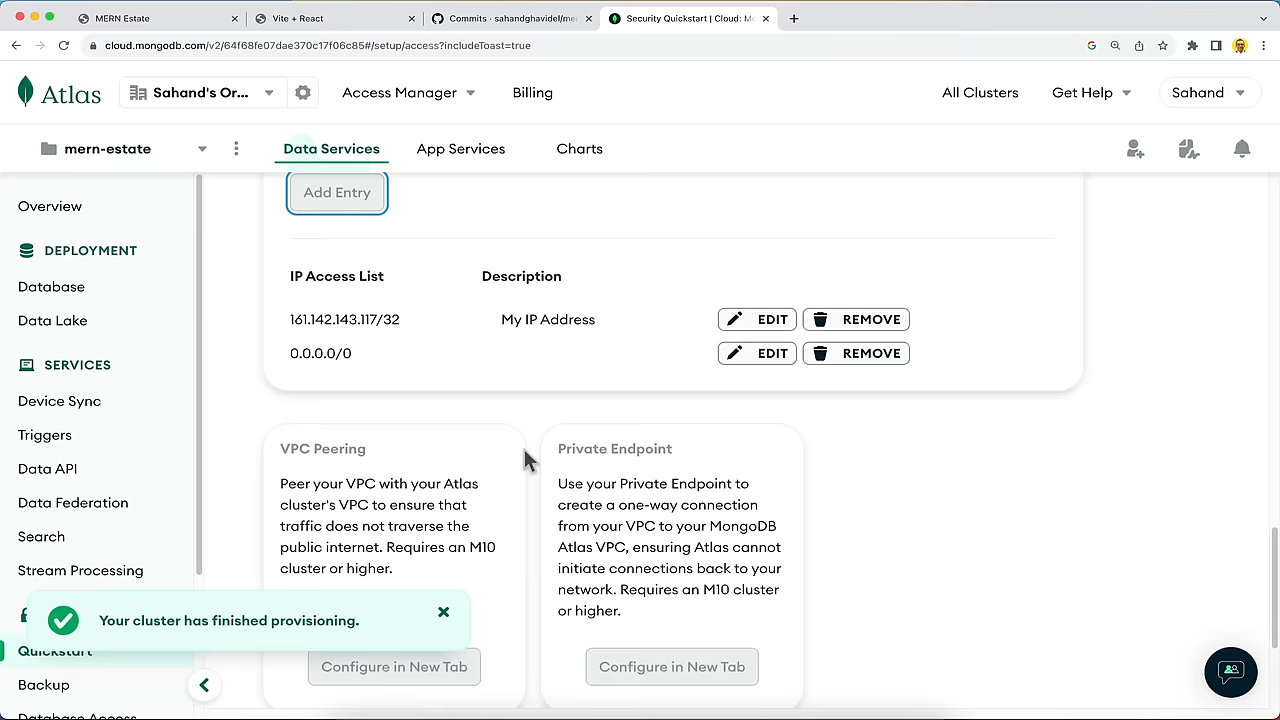 MERN Estate
Vite + React
Commits · sahandghavidel/me
Security Quickstart | Cloud: Mo
cloud.mongodb.com/v2/64f68fe07dae370c17f06c85#/setup/access?includeToast=true
Atlas
Sahand's Or...
Access Manager
Billing
All Clusters
Get Help
Sahand
mern-estate
Data Services
App Services
Charts
Overview
DEPLOYMENT
Database
Data Lake
SERVICES
Device Sync
Triggers
Data API
Data Federation
Search
Stream Processing
Quickstart
Backup
Database Access
Add Entry
IP Access List Description
161.142.143.117/32 My IP Address EDIT REMOVE
0.0.0.0/0 EDIT REMOVE
VPC Peering
Peer your VPC with your Atlas
cluster's VPC to ensure that
traffic does not traverse the
public internet. Requires an M10
cluster or higher.
Configure in New Tab
Private Endpoint
Use your Private Endpoint to
create a one-way connection
from your VPC to your MongoDB
Atlas VPC, ensuring Atlas cannot
initiate connections back to your
network. Requires an M10 cluster
or higher.
Configure in New Tab
Your cluster has finished provisioning.